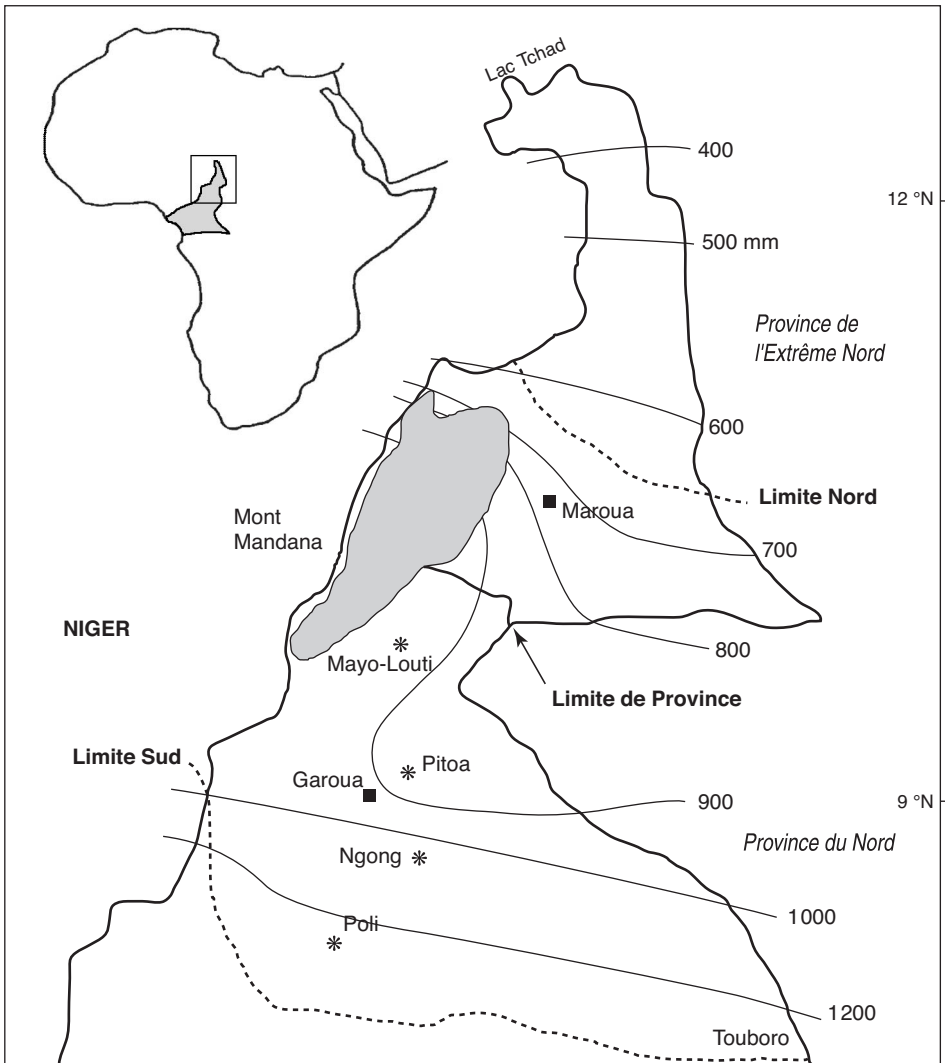 Lac Tchad
400
12 °N
500 mm
Province de
l'Extrême Nord
600
Limite Nord
Maroua
Mont
Mandana
700
NIGER
800
Mayo-Louti
Limite de Province
Limite Sud
Pitoa
Garoua
900
9 °N
Province du Nord
Ngong
1000
Poli
1200
Touboro